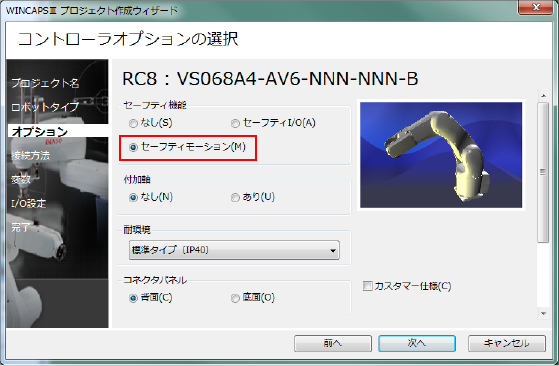 WINCAPSⅢ プロジェクト作成ウィザード
コントローラオプションの選択
プロジェクト名
ロボットタイプ
オプション
接続方法
変数
I/O設定
完了
RC8：VS068A4-AV6-NNN-NNN-B
セーフティ機能
なし(S)
セーフティI/O(A)
セーフティモーション(M)
付加軸
なし(N)
あり(U)
耐環境
標準タイプ [IP40]
コネクタパネル
背面(C)
底面(O)
カスタマー仕様(C)
前へ
次へ
キャンセル